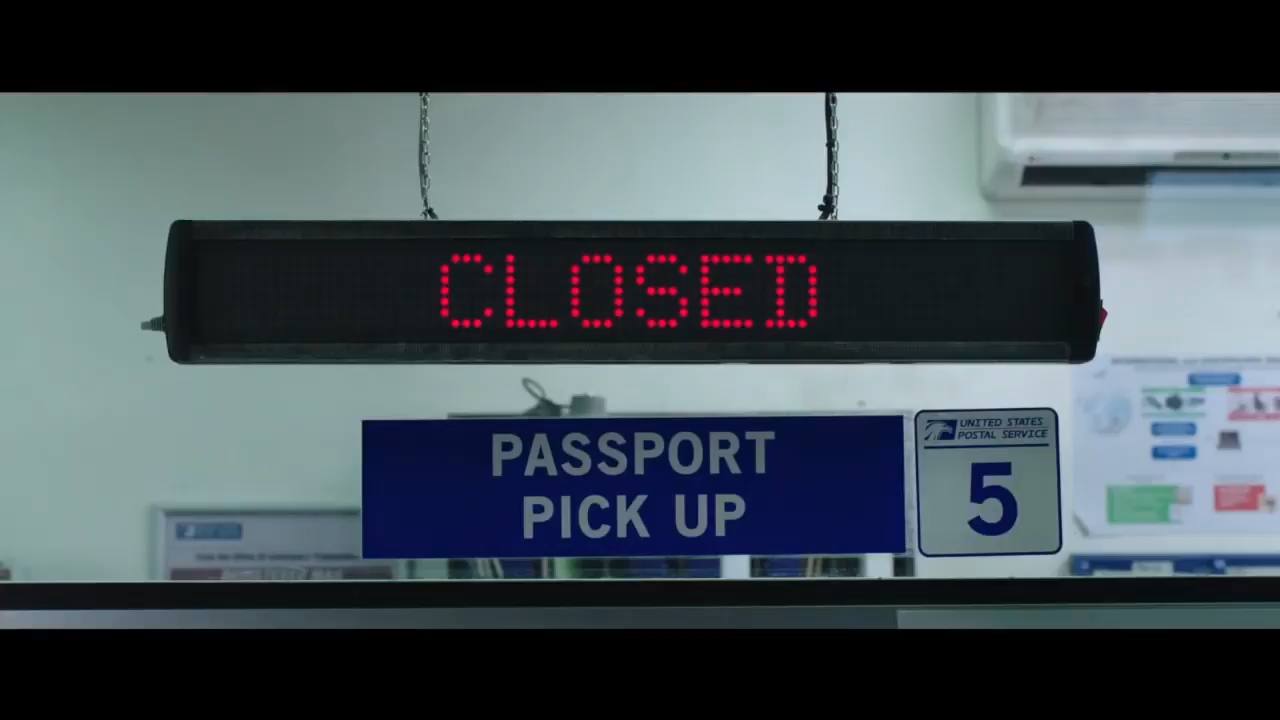 CLOSED
PASSPORT
PICK UP
UNITED STATES
POSTAL SERVICE
5